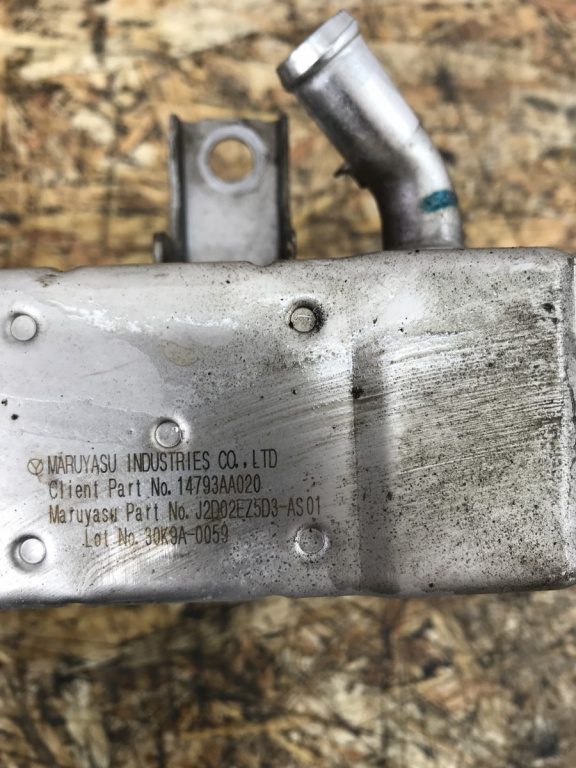 MARUYASU INDUSTRIES CO.,LTD
Client Part No. 14793AA020
Maruyasu Part No. J2D02EZ5D3-AS01
Lot No. 30K9A-0059